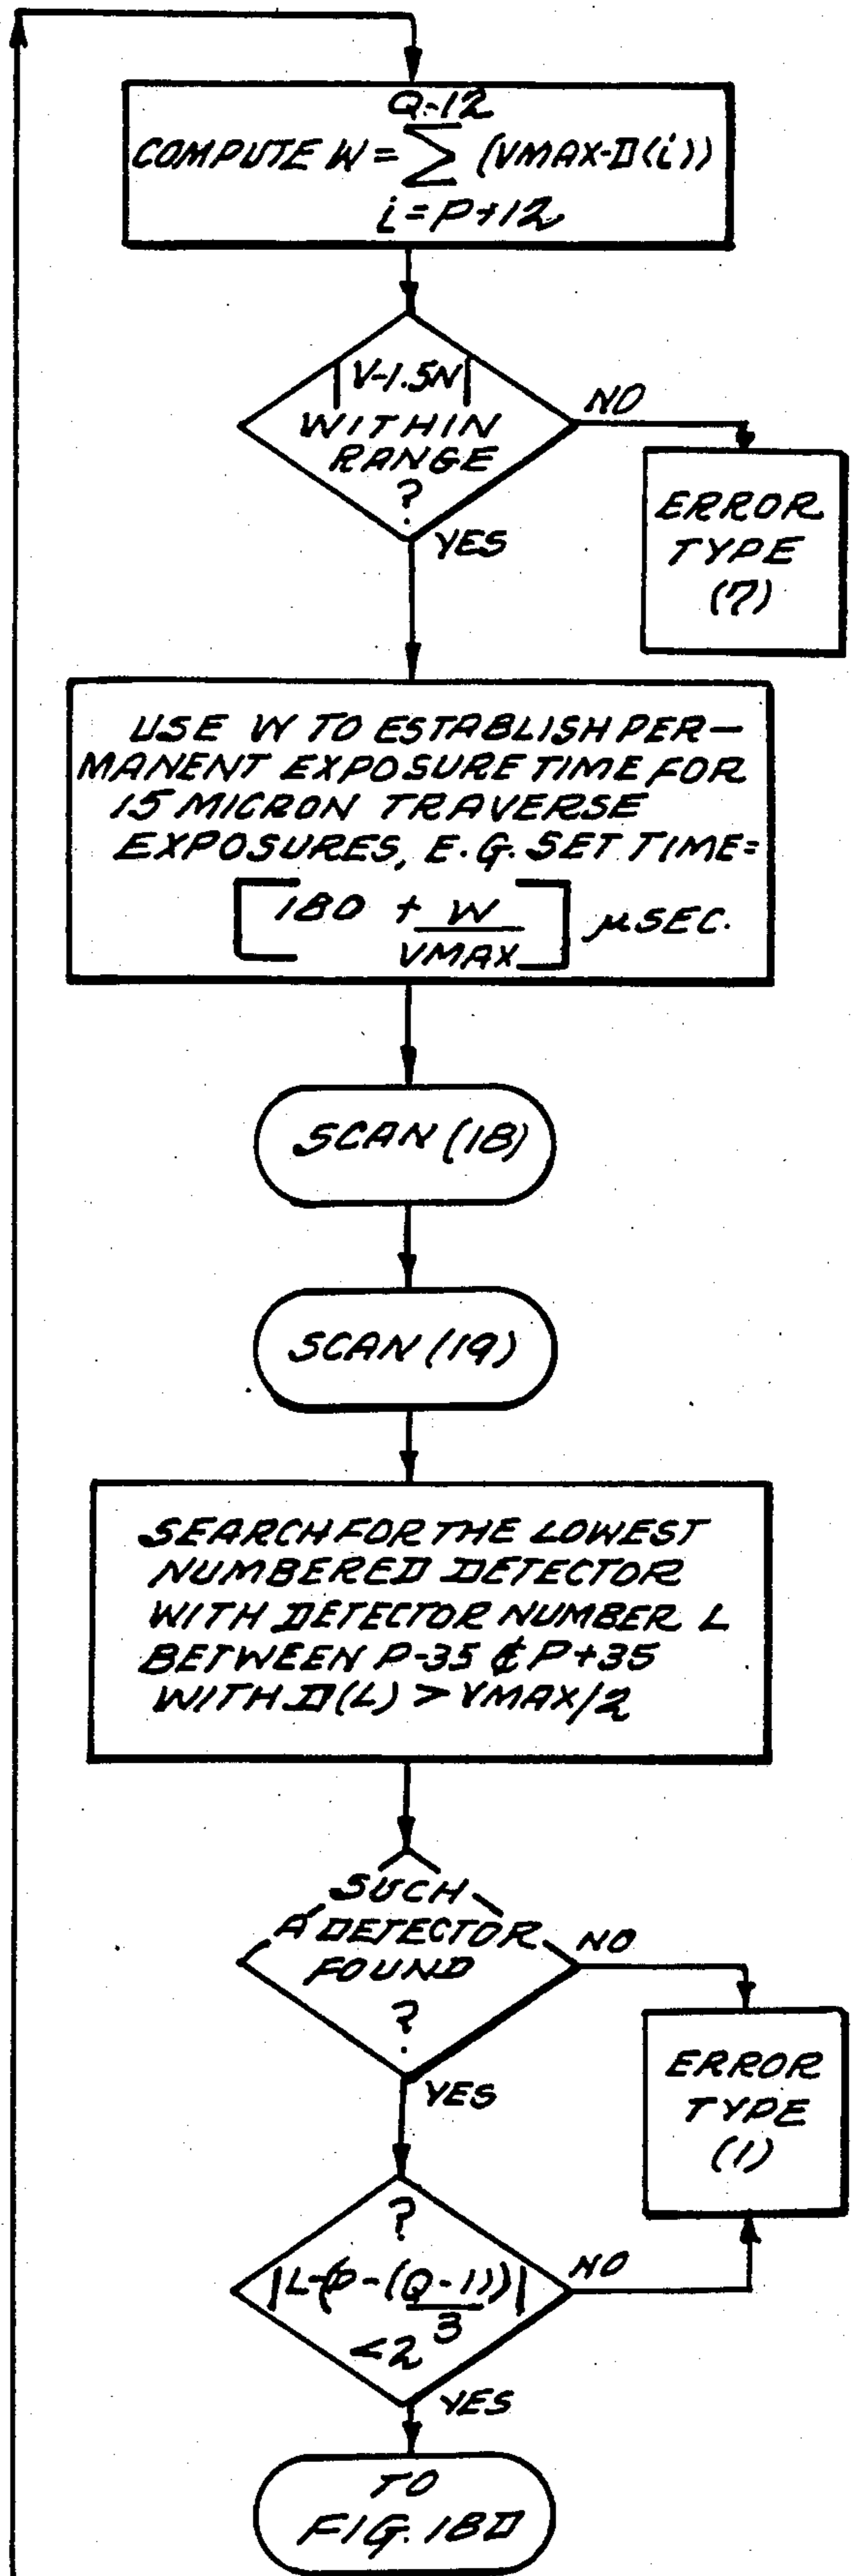 Q-12
COMPUTE W = ∑ (VMAX-D(i))
i = P+12
|V-1.5N|
WITHIN
RANGE
?
NO
YES
ERROR
TYPE
(7)
USE W TO ESTABLISH PER-
MANENT EXPOSURE TIME FOR
15 MICRON TRAVERSE
EXPOSURES, E.G. SET TIME=
[180 + W
VMAX] µSEC.
SCAN (18)
SCAN (19)
SEARCH FOR THE LOWEST
NUMBERED DETECTOR
WITH DETECTOR NUMBER L
BETWEEN P-35 & P+35
WITH D(L) > VMAX/2
SUCH
A DETECTOR
FOUND
?
NO
YES
ERROR
TYPE
(1)
?
|L-(P-(Q-1))|
3
<2
NO
YES
TO
FIG. 18D